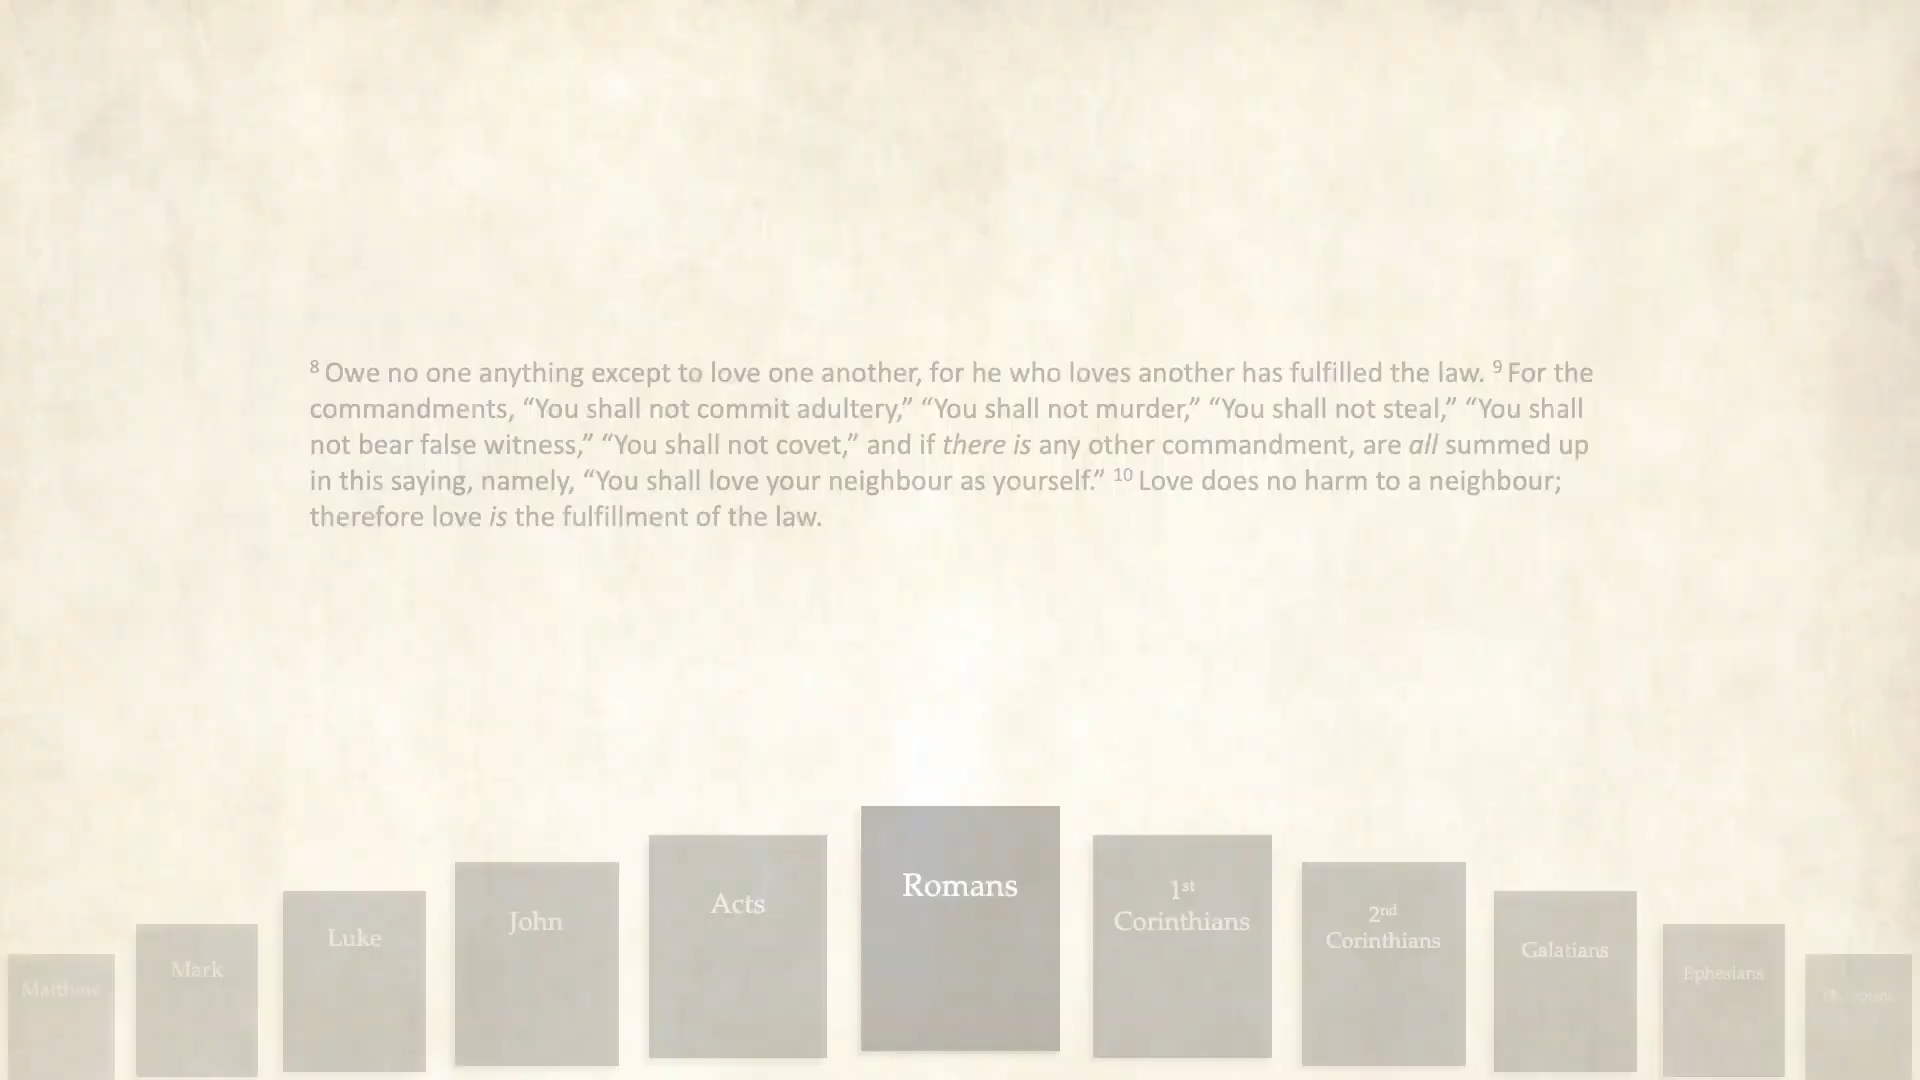 ⁸ Owe no one anything except to love one another, for he who loves another has fulfilled the law. ⁹ For the
commandments, “You shall not commit adultery,” “You shall not murder,” “You shall not steal,” “You shall
not bear false witness,” “You shall not covet,” and if there is any other commandment, are all summed up
in this saying, namely, “You shall love your neighbour as yourself.” ¹⁰ Love does no harm to a neighbour;
therefore love is the fulfillment of the law.
Matthew
Mark
Luke
John
Acts
Romans
1st
Corinthians
2nd
Corinthians
Galatians
Ephesians